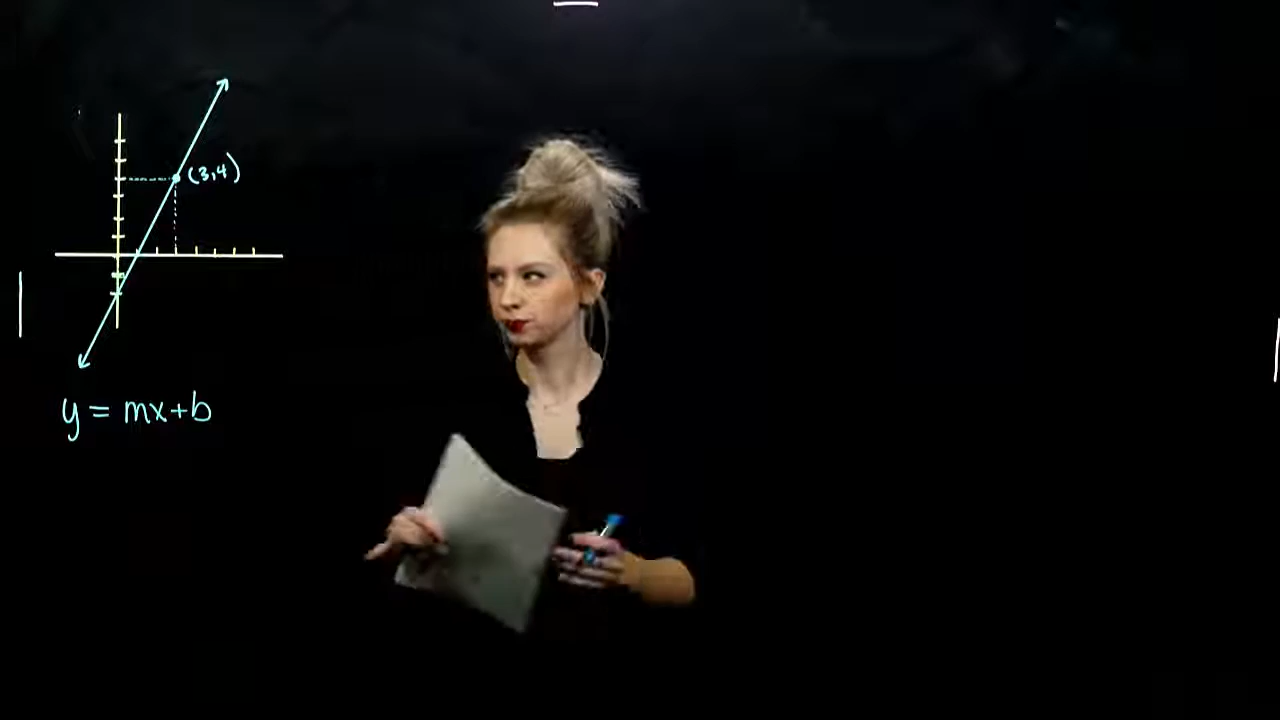 (3,4)
y = mx+b